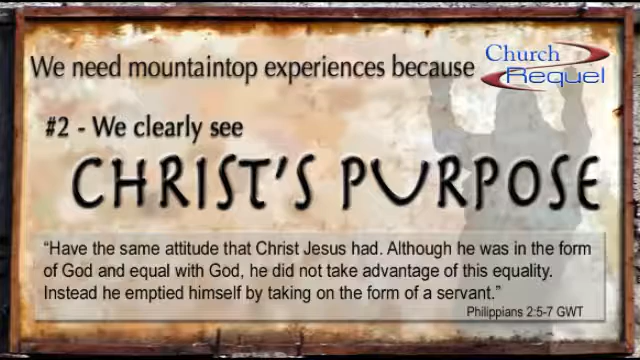 We need mountaintop experiences because
Church
Requel
#2 - We clearly see
CHRIST'S PURPOSE
“Have the same attitude that Christ Jesus had. Although he was in the form
of God and equal with God, he did not take advantage of this equality.
Instead he emptied himself by taking on the form of a servant.”
Philippians 2:5-7 GWT